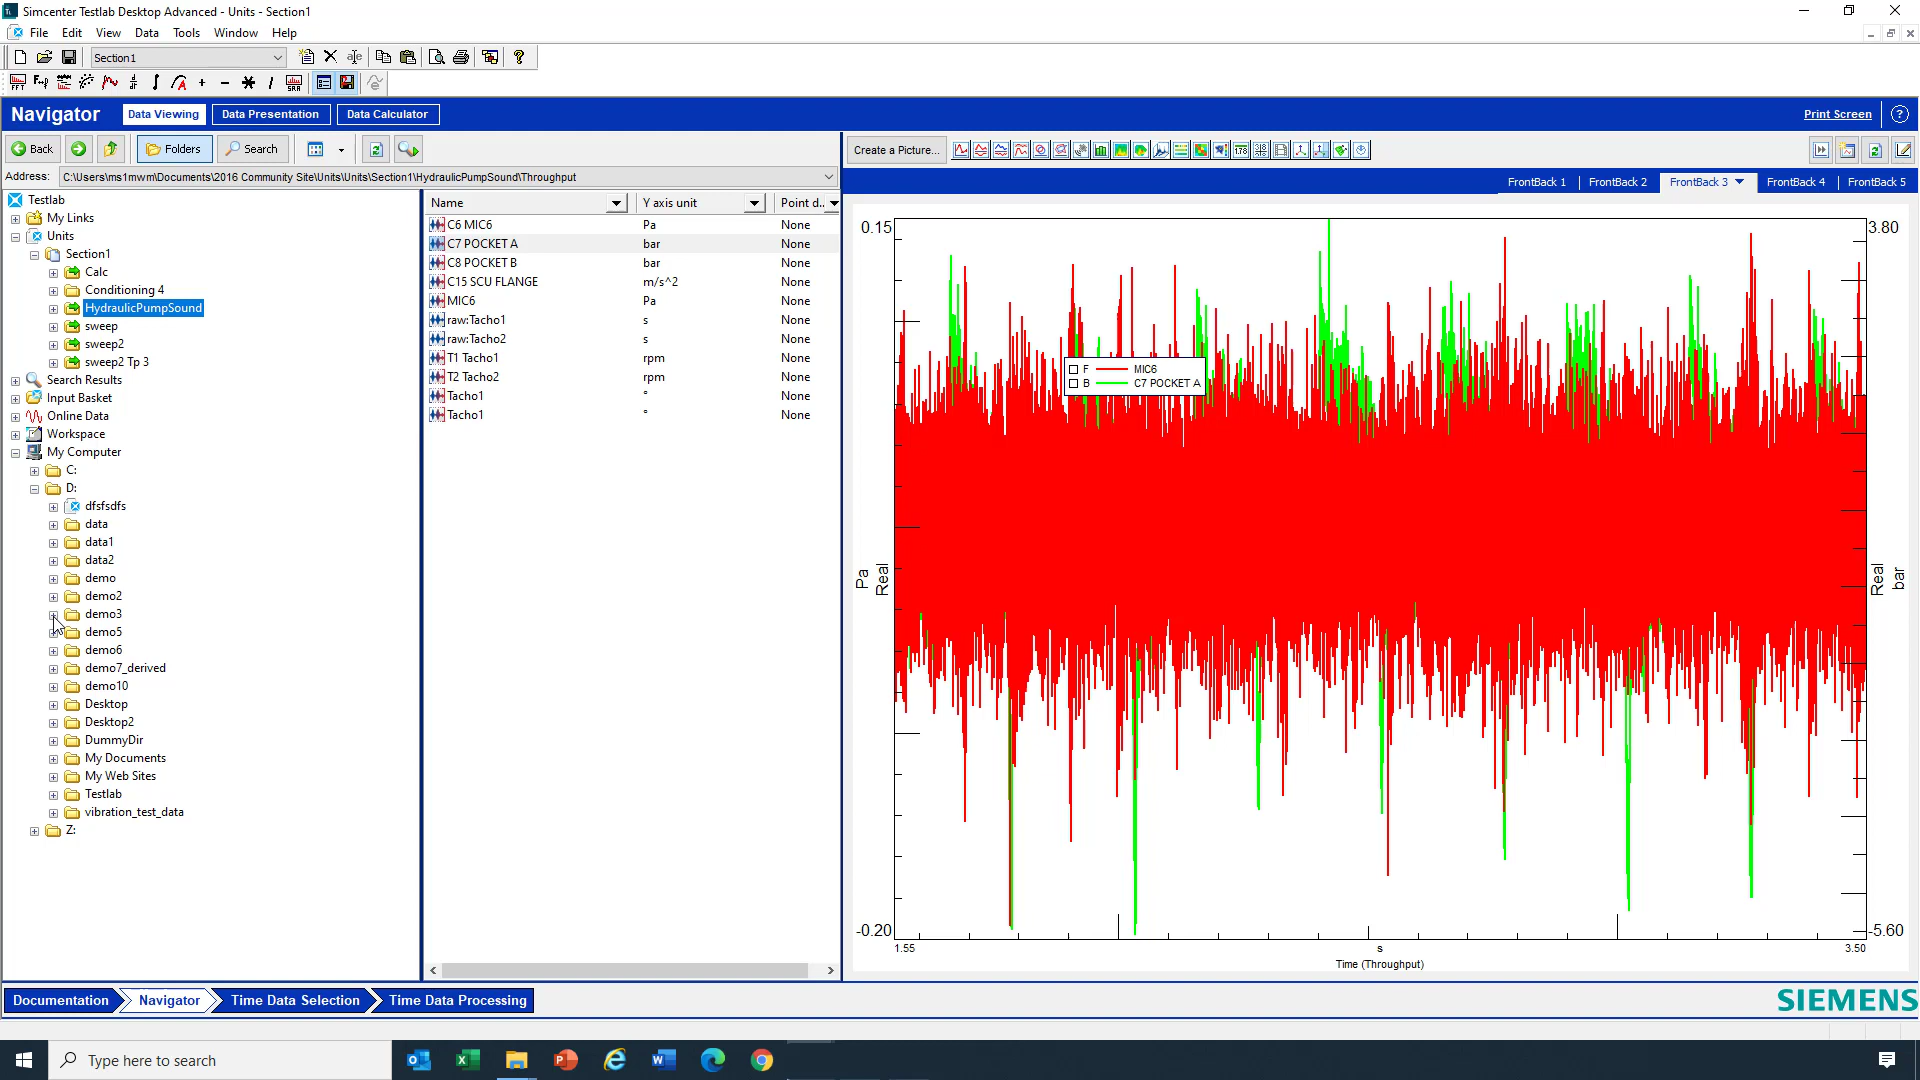 Simcenter Testlab Desktop Advanced - Units - Section1
File Edit View Data Tools Window Help
Section1
Navigator Data Viewing Data Presentation Data Calculator Print Screen
Back Folders Search Create a Picture...
Address: C:\Users\ms1mwm\Documents\2016 Community Site\Units\Units\Section1\HydraulicPumpSound\Throughput
FrontBack 1 FrontBack 2 FrontBack 3 FrontBack 4 FrontBack 5
Testlab
My Links
Units
Section1
Calc
Conditioning 4
HydraulicPumpSound
sweep
sweep2
sweep2 Tp 3
Search Results
Input Basket
Online Data
Workspace
My Computer
C:
D:
dfsfsdfs
data
data1
data2
demo
demo2
demo3
demo5
demo6
demo7_derived
demo10
Desktop
Desktop2
DummyDir
My Documents
My Web Sites
Testlab
vibration_test_data
Z:
Name Y axis unit Point d..
C6 MIC6 Pa None
C7 POCKET A bar None
C8 POCKET B bar None
C15 SCU FLANGE m/s^2 None
MIC6 Pa None
raw:Tacho1 s None
raw:Tacho2 s None
T1 Tacho1 rpm None
T2 Tacho2 rpm None
Tacho1 ° None
Tacho1 ° None
0.15 3.80
F MIC6
B C7 POCKET A
Pa
Real
Real
bar
-0.20 -5.60
1.55 s 3.50
Time (Throughput)
Documentation Navigator Time Data Selection Time Data Processing
SIEMENS
Type here to search